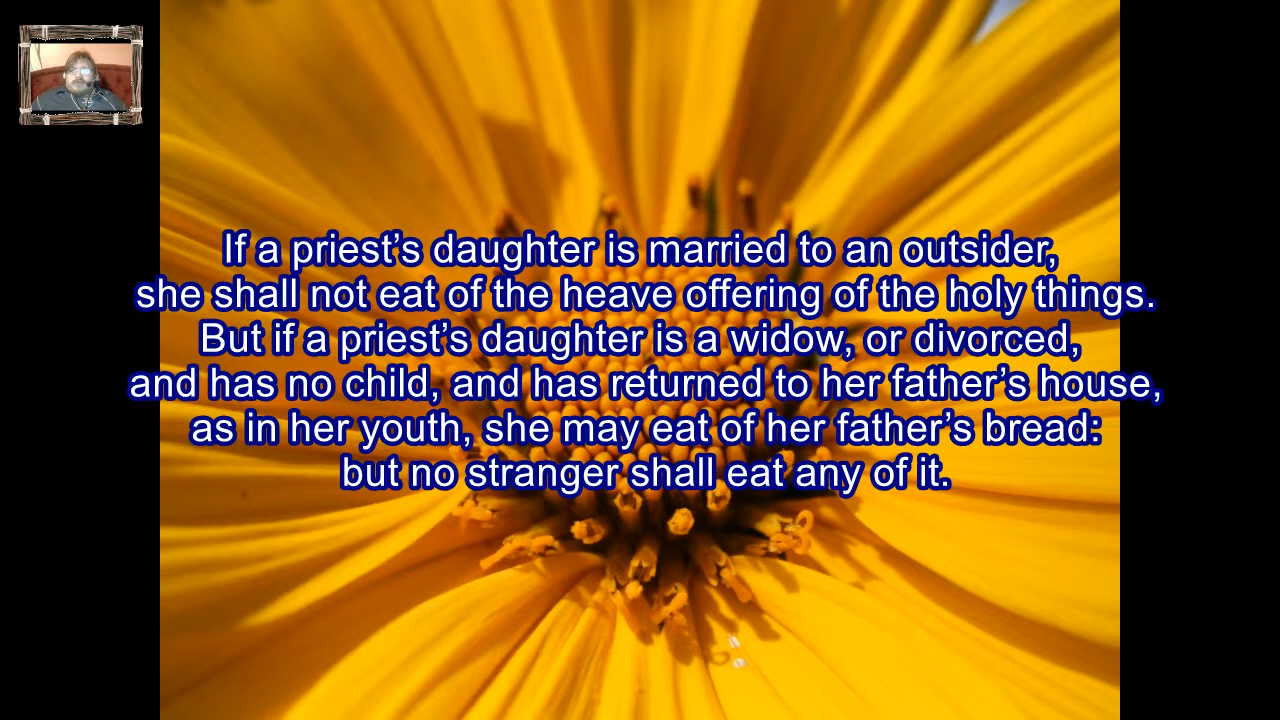 If a priest’s daughter is married to an outsider,
she shall not eat of the heave offering of the holy things.
But if a priest’s daughter is a widow, or divorced,
and has no child, and has returned to her father’s house,
as in her youth, she may eat of her father’s bread:
but no stranger shall eat any of it.